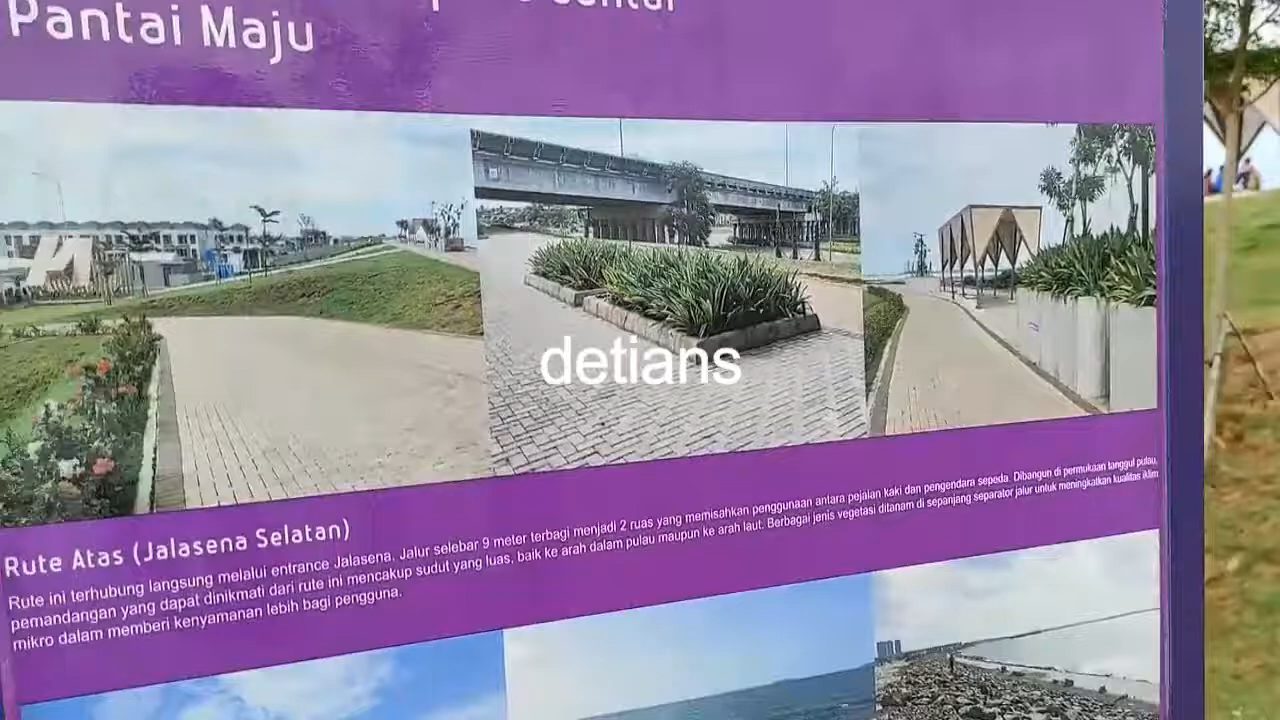 Pantai Maju
detians
Rute Atas (Jalasena Selatan)
Rute ini terhubung langsung melalui entrance Jalasena. Jalur selebar 9 meter terbagi menjadi 2 ruas yang memisahkan penggunaan antara pejalan kaki dan pengendara sepeda. Dibangun di permukaan tanggul pulau,
pemandangan yang dapat dinikmati dari rute ini mencakup sudut yang luas, baik ke arah dalam pulau maupun ke arah laut. Berbagai jenis vegetasi ditanam di sepanjang separator jalur untuk meningkatkan kualitas iklim
mikro dalam memberi kenyamanan lebih bagi pengguna.